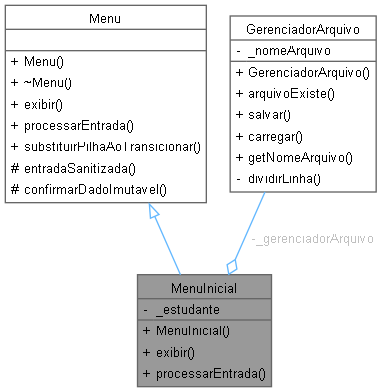 Menu
+ Menu()
+ ~Menu()
+ exibir()
+ processarEntrada()
+ substituirPilhaAoTransicionar()
# entradaSanitizada()
# confirmarDadoImutavel()
GerenciadorArquivo
- _nomeArquivo
+ GerenciadorArquivo()
+ arquivoExiste()
+ salvar()
+ carregar()
+ getNomeArquivo()
- dividirLinha()
-_gerenciadorArquivo
MenuInicial
- _estudante
+ MenuInicial()
+ exibir()
+ processarEntrada()